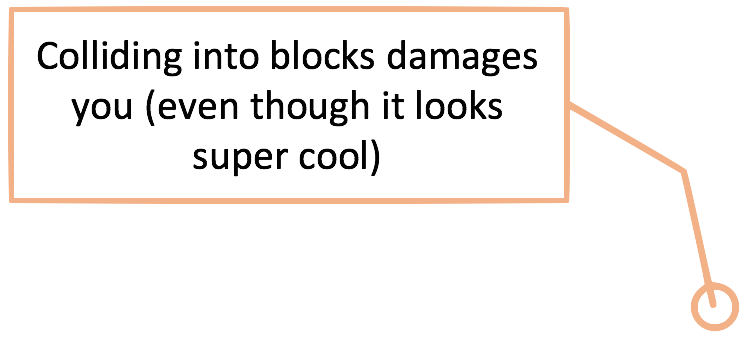 Colliding into blocks damages
you (even though it looks
super cool)